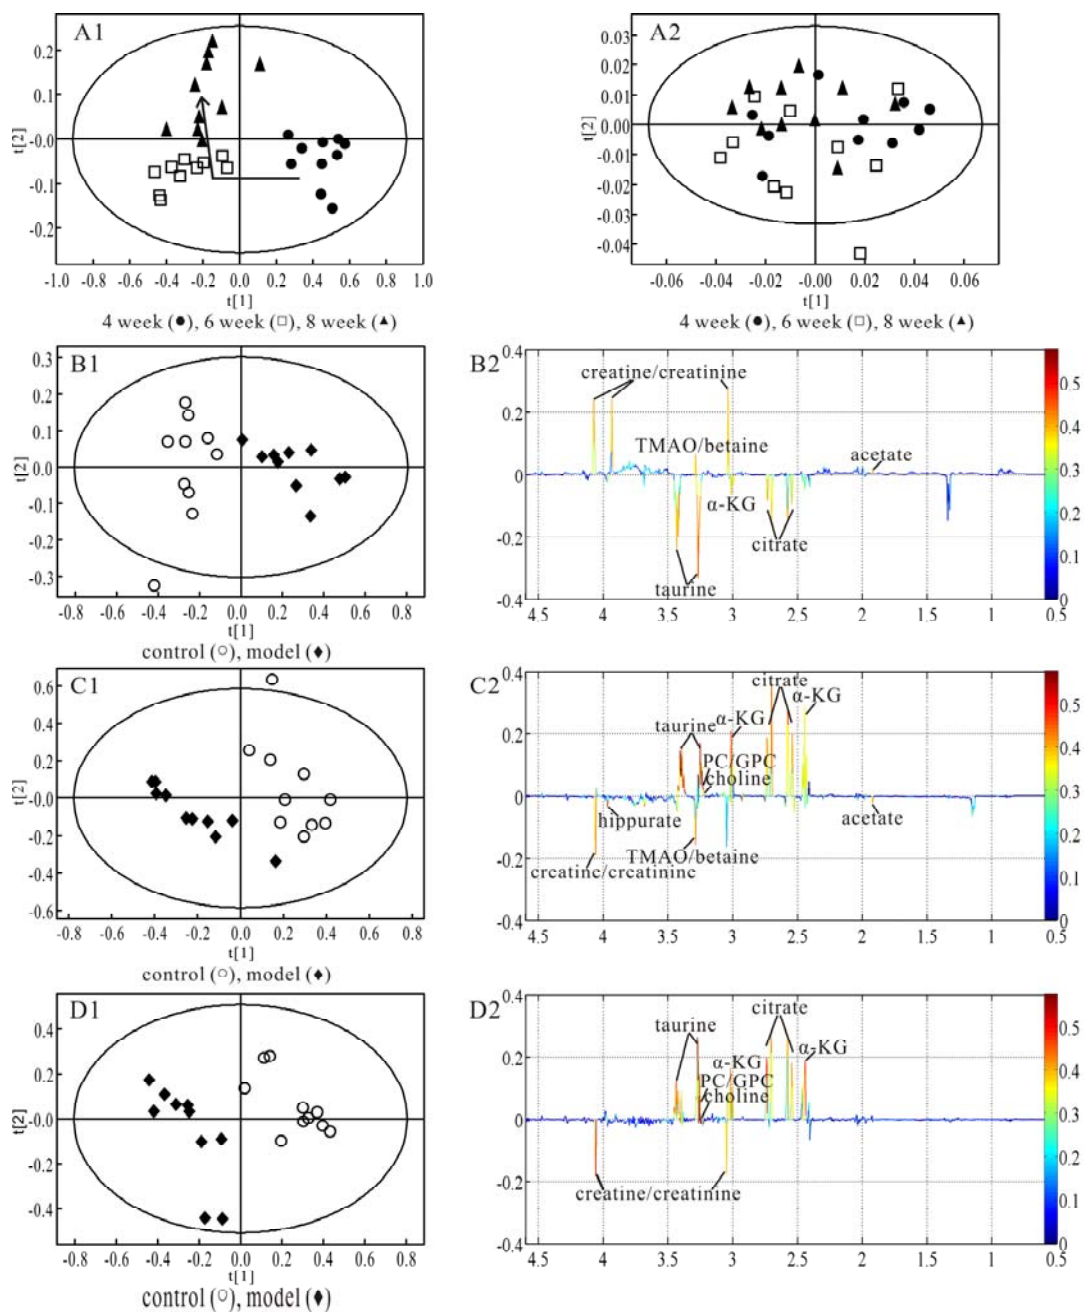 A1
t[2]
0.2
0.1
-0.0
-0.1
-0.2
-1.0 -0.8 -0.6 -0.4 -0.2 -0.0 0.2 0.4 0.6 0.8 1.0
t[1]
4 week (●), 6 week (□), 8 week (▲)
A2
t[2]
0.03
0.02
0.01
0.00
-0.01
-0.02
-0.03
-0.04
-0.06 -0.04 -0.02 -0.00 0.02 0.04 0.06
t[1]
4 week (●), 6 week (□), 8 week (▲)
B1
t[2]
0.3
0.2
0.1
0.0
-0.1
-0.2
-0.3
-0.8 -0.6 -0.4 -0.2 0.0 0.2 0.4 0.6 0.8
t[1]
control (○), model (◆)
B2
0.4
0.2
0
-0.2
-0.4
creatine/creatinine
TMAO/betaine
acetate
α-KG
citrate
taurine
4.5 4 3.5 3 2.5 2 1.5 1 0.5
0.5
0.4
0.3
0.2
0.1
0
C1
t[2]
0.6
0.4
0.2
-0.0
-0.2
-0.4
-0.6
-0.8 -0.6 -0.4 -0.2 -0.0 0.2 0.4 0.6 0.8
t[1]
control (○), model (◆)
C2
0.4
0.2
0
-0.2
-0.4
citrate
α-KG
α-KG
taurine
PC/GPC
choline
hippurate
acetate
TMAO/betaine
creatine/creatinine
4.5 4 3.5 3 2.5 2 1.5 1 0.5
0.5
0.4
0.3
0.2
0.1
0
D1
t[2]
0.4
0.2
-0.0
-0.2
-0.4
-0.8 -0.6 -0.4 -0.2 -0.0 0.2 0.4 0.6 0.8
t[1]
control (○), model (◆)
D2
0.4
0.2
0
-0.2
-0.4
citrate
taurine
α-KG
α-KG
PC/GPC
choline
creatine/creatinine
4.5 4 3.5 3 2.5 2 1.5 1 0.5
0.5
0.4
0.3
0.2
0.1
0